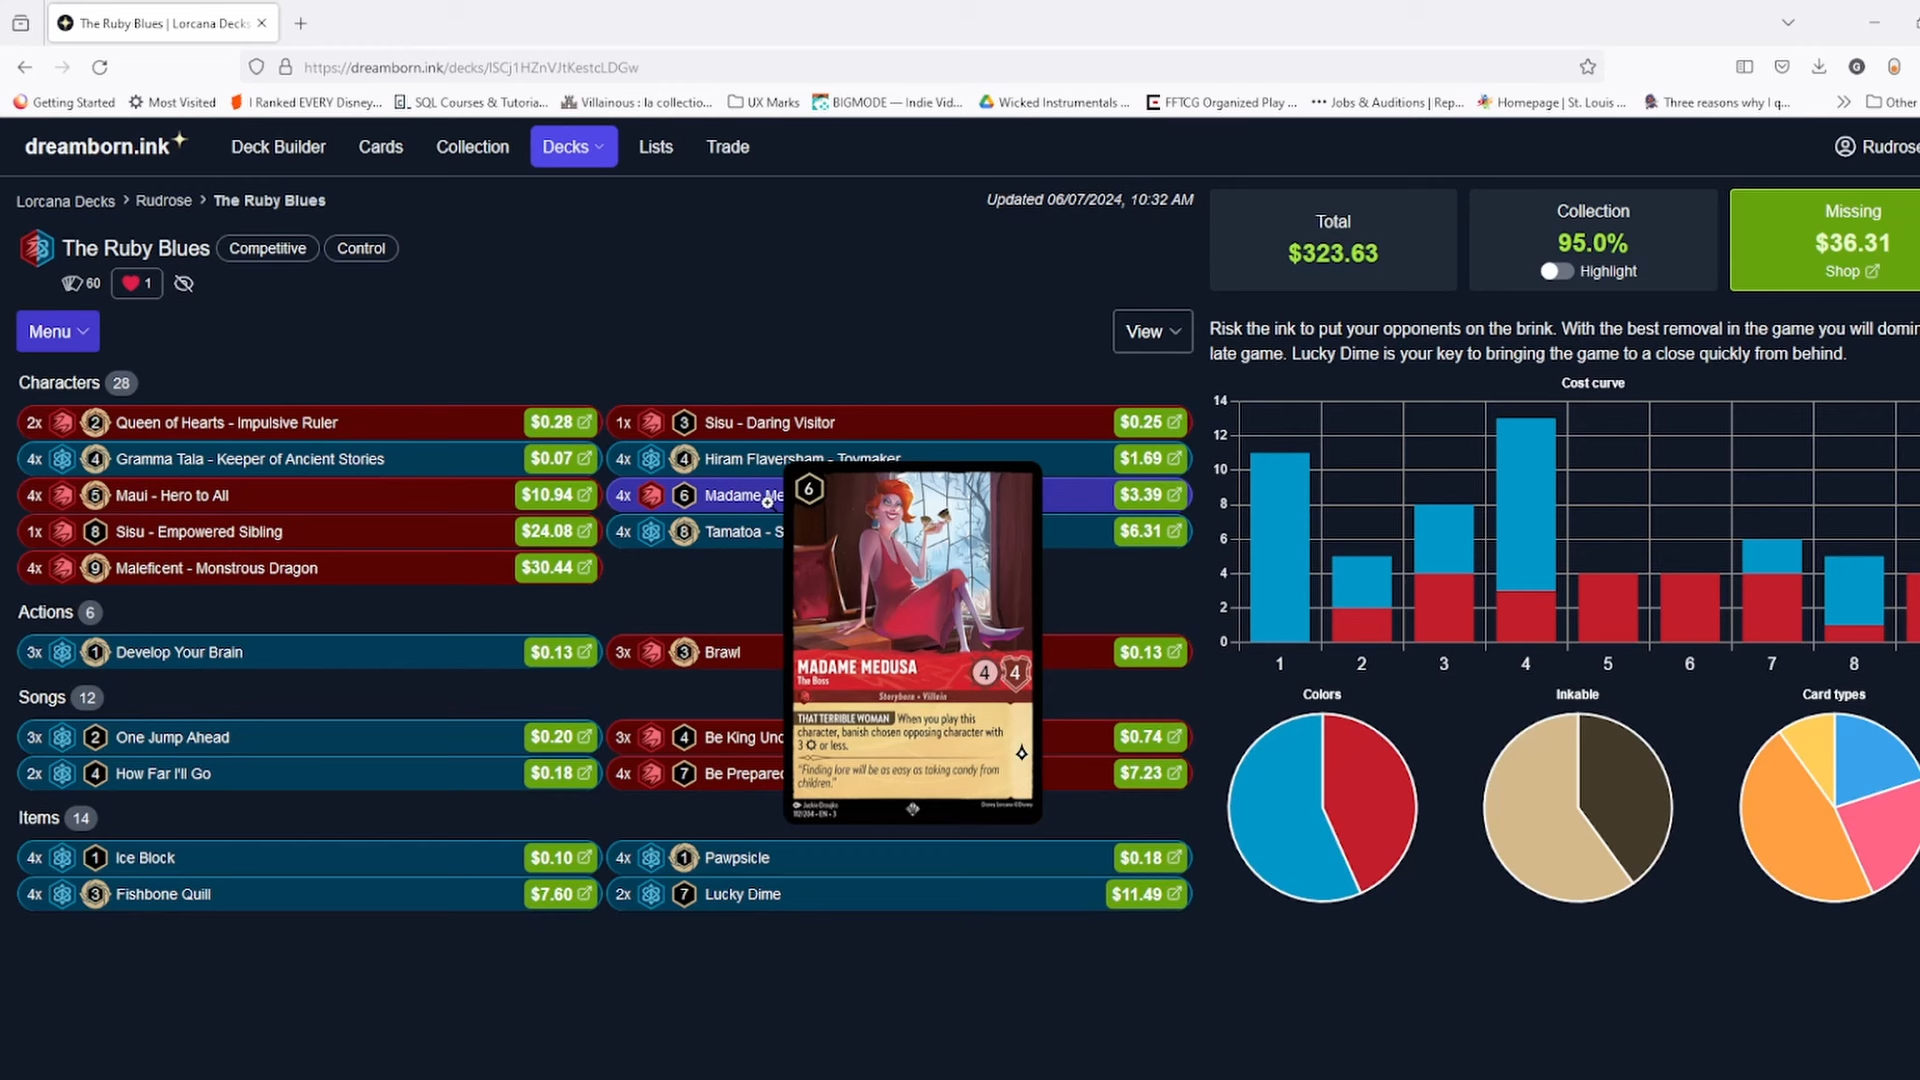 The Ruby Blues | Lorcana Decks
https://dreamborn.ink/decks/lSCj1HZnVJtKestcLDGw
Getting Started
Most Visited
I Ranked EVERY Disney...
SQL Courses & Tutoria...
Villainous : la collectio...
UX Marks
BIGMODE — Indie Vid...
Wicked Instrumentals ...
FFTCG Organized Play ...
Jobs & Auditions | Rep...
Homepage | St. Louis ...
Three reasons why I q...
Other
dreamborn.ink
Deck Builder
Cards
Collection
Decks
Lists
Trade
Rudrose
Lorcana Decks > Rudrose > The Ruby Blues
Updated 06/07/2024, 10:32 AM
The Ruby Blues
Competitive
Control
60
1
Menu
View
Total
$323.63
Collection
95.0%
Highlight
Missing
$36.31
Shop
Risk the ink to put your opponents on the brink. With the best removal in the game you will domin
late game. Lucky Dime is your key to bringing the game to a close quickly from behind.
Characters 28
2x 2 Queen of Hearts - Impulsive Ruler $0.28
1x 3 Sisu - Daring Visitor $0.25
4x 4 Gramma Tala - Keeper of Ancient Stories $0.07
4x 4 Hiram Flaversham - Toymaker $1.69
4x 5 Maui - Hero to All $10.94
4x 6 Madame Me $3.39
1x 8 Sisu - Empowered Sibling $24.08
4x 8 Tamatoa - S $6.31
4x 9 Maleficent - Monstrous Dragon $30.44
Actions 6
3x 1 Develop Your Brain $0.13
3x 3 Brawl $0.13
Songs 12
3x 2 One Jump Ahead $0.20
3x 4 Be King Unc $0.74
2x 4 How Far I'll Go $0.18
4x 7 Be Prepared $7.23
Items 14
4x 1 Ice Block $0.10
4x 1 Pawpsicle $0.18
4x 3 Fishbone Quill $7.60
2x 7 Lucky Dime $11.49
6
MADAME MEDUSA
The Boss
4 4
Storyborn • Villain
THAT TERRIBLE WOMAN When you play this
character, banish chosen opposing character with
3 or less.
"Finding lore will be as easy as taking candy from
children."
112/204 • EN • 3
Cost curve
14
12
10
8
6
4
2
0
1 2 3 4 5 6 7 8
Colors
Inkable
Card types